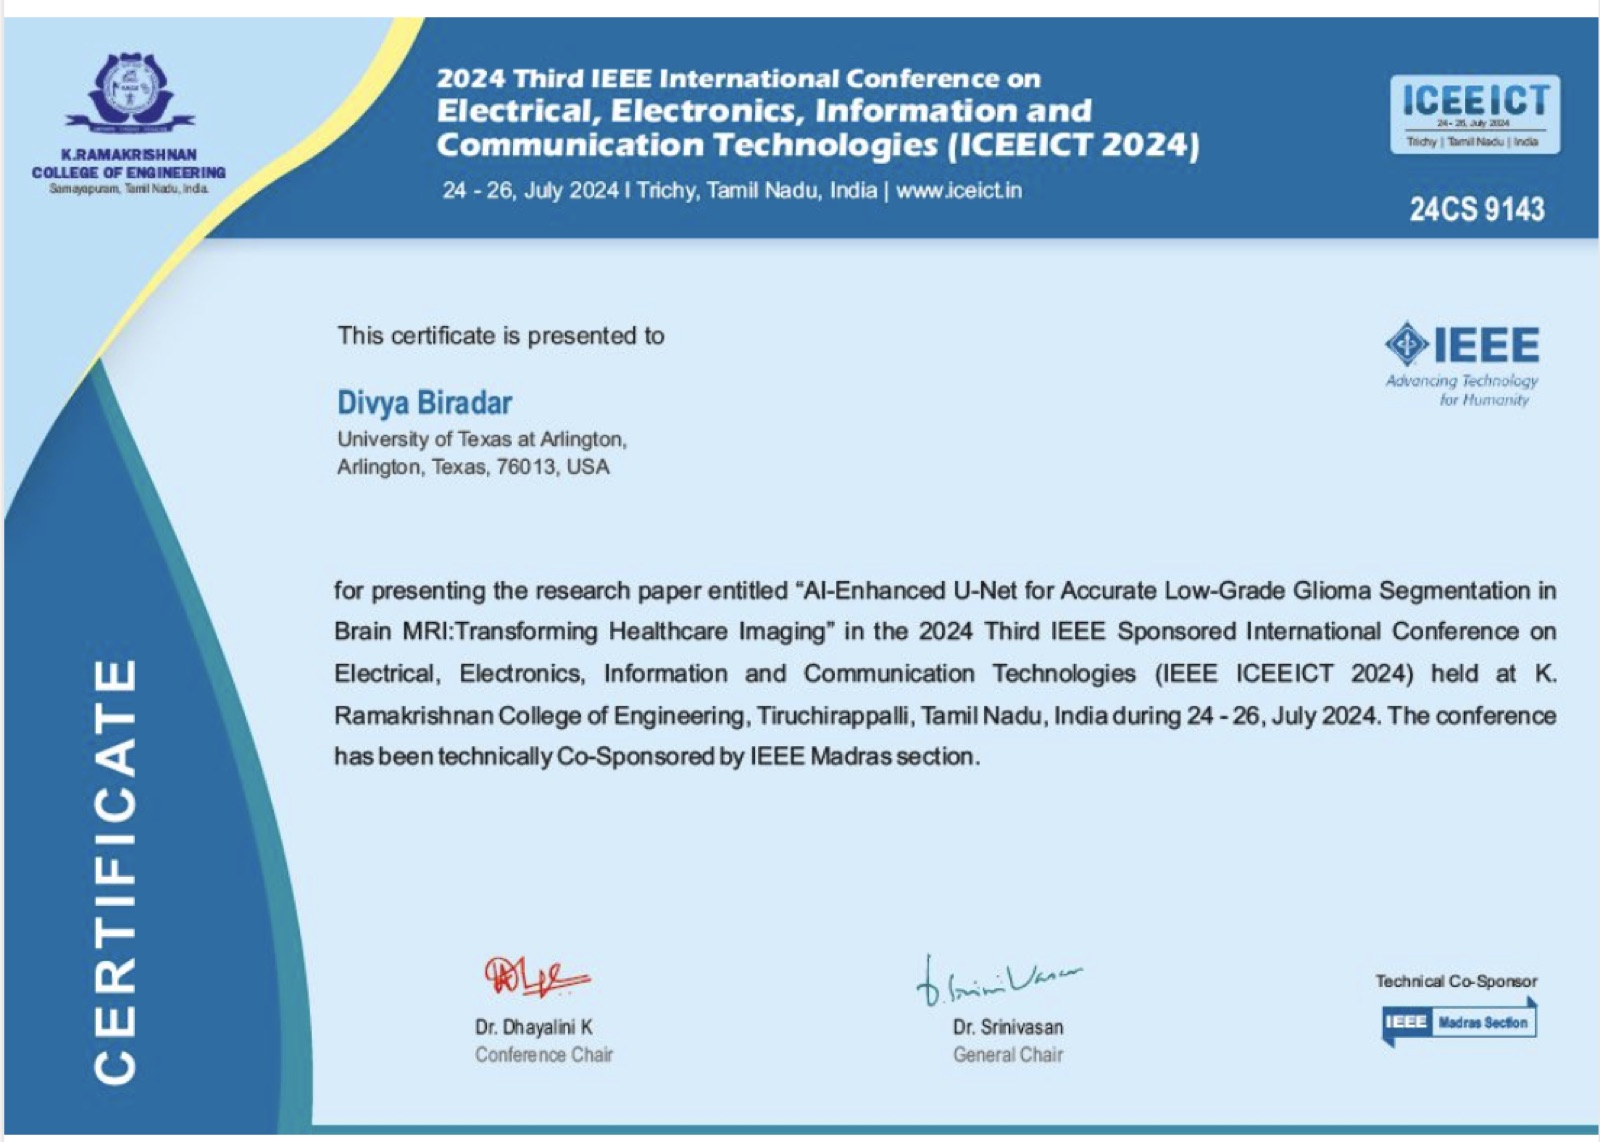 K.RAMAKRISHNAN
COLLEGE OF ENGINEERING
Samayapuram, Tamil Nadu, India.
2024 Third IEEE International Conference on
Electrical, Electronics, Information and
Communication Technologies (ICEEICT 2024)
24 - 26, July 2024 I Trichy, Tamil Nadu, India | www.iceict.in
ICEEICT
24- 26, July 2024
Trichy | Tamil Nadu | India
24CS 9143
This certificate is presented to
IEEE
Advancing Technology
for Humanity
Divya Biradar
University of Texas at Arlington,
Arlington, Texas, 76013, USA
for presenting the research paper entitled “AI-Enhanced U-Net for Accurate Low-Grade Glioma Segmentation in
Brain MRI:Transforming Healthcare Imaging” in the 2024 Third IEEE Sponsored International Conference on
Electrical, Electronics, Information and Communication Technologies (IEEE ICEEICT 2024) held at K.
Ramakrishnan College of Engineering, Tiruchirappalli, Tamil Nadu, India during 24 - 26, July 2024. The conference
has been technically Co-Sponsored by IEEE Madras section.
CERTIFICATE
D.SriniVasan
Dr. Dhayalini K
Conference Chair
Dr. Srinivasan
General Chair
Technical Co-Sponsor
IEEE Madras Section